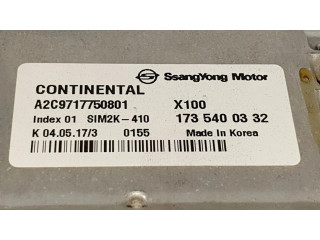 SsangYong Motor
CONTINENTAL
A2C9717750801 X100
Index 01 SIM2K-410 173 540 03 32
K 04.05.17/3 0155 Made in Korea